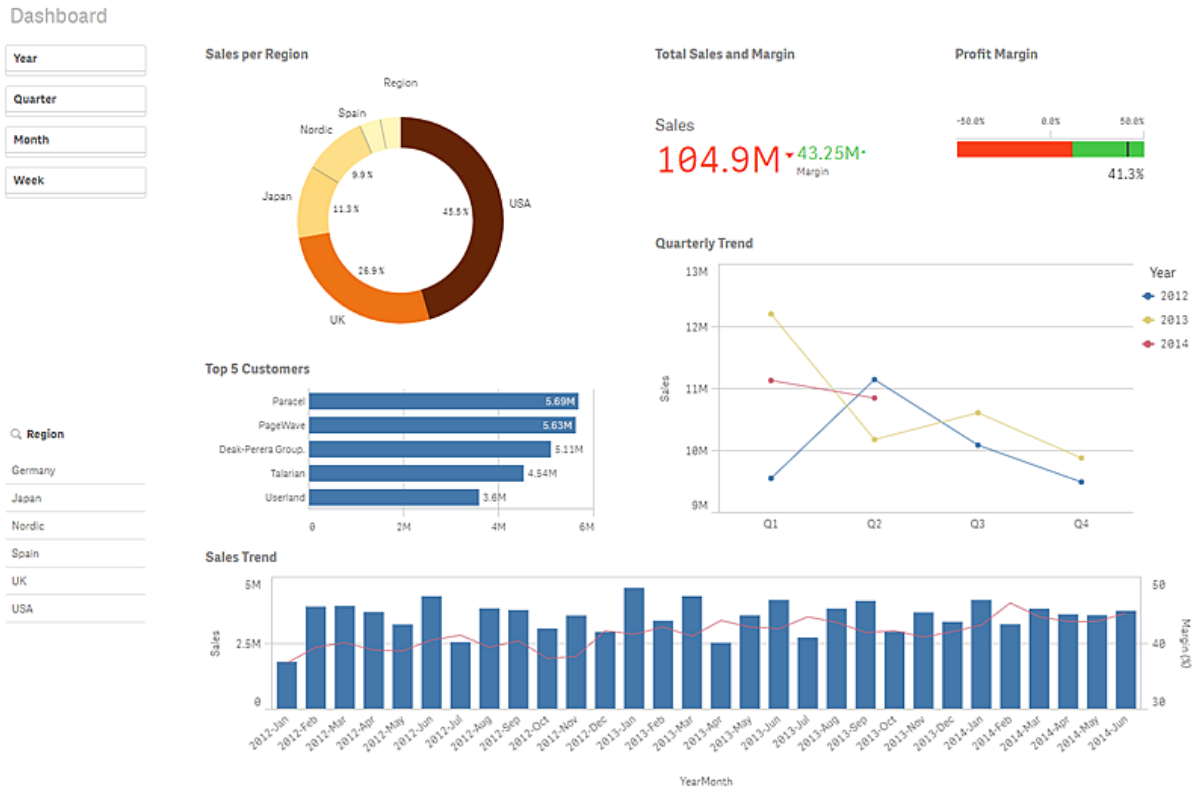 Dashboard
Year
Quarter
Month
Week
Region
Germany
Japan
Nordic
Spain
UK
USA
Sales per Region
Region
Spain
Nordic
Japan
UK
USA
9.9%
11.3%
26.9%
45.5%
Total Sales and Margin
Sales
104.9M
43.25M
Margin
Profit Margin
-50.0% 0.0% 50.0%
41.3%
Top 5 Customers
Paracel 5.69M
PageWave 5.63M
Deak-Perera Group. 5.11M
Talarian 4.54M
Userland 3.6M
0 2M 4M 6M
Quarterly Trend
13M
12M
11M
10M
9M
Sales
Q1 Q2 Q3 Q4
Year
2012
2013
2014
Sales Trend
5M
2.5M
0
Sales
50
40
30
Margin (%)
2012-Jan 2012-Feb 2012-Mar 2012-Apr 2012-May 2012-Jun 2012-Jul 2012-Aug 2012-Sep 2012-Oct 2012-Nov 2012-Dec 2013-Jan 2013-Feb 2013-Mar 2013-Apr 2013-May 2013-Jun 2013-Jul 2013-Aug 2013-Sep 2013-Oct 2013-Nov 2013-Dec 2014-Jan 2014-Feb 2014-Mar 2014-Apr 2014-May 2014-Jun
YearMonth